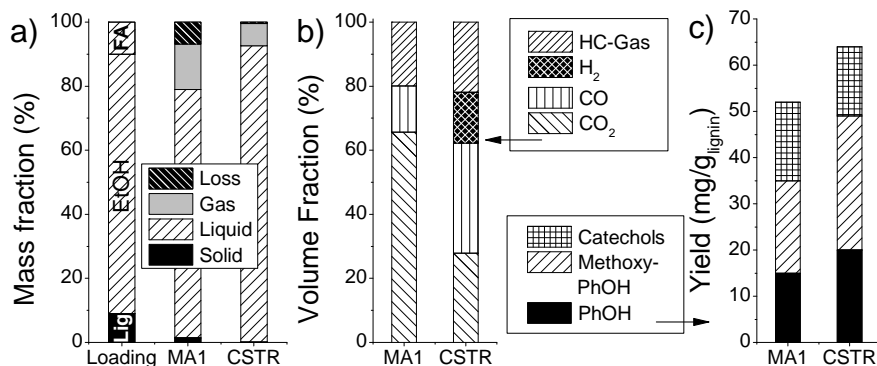 a)
Mass fraction (%)
100
80
60
40
20
0
FA
EtOH
Lig
Loss
Gas
Liquid
Solid
Loading MA1 CSTR
b)
Volume Fraction (%)
100
80
60
40
20
0
MA1 CSTR
HC-Gas
H2
CO
CO2
Catechols
Methoxy-
PhOH
PhOH
c)
Yield (mg/g lignin)
70
60
50
40
30
20
10
0
MA1 CSTR